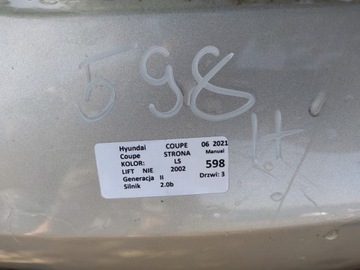 598
H
Hyundai COUPE 06 2021
Coupe STRONA Manual
KOLOR: LS 598
LIFT NIE 2002
Generacja II Drzwi: 3
Silnik 2.0b